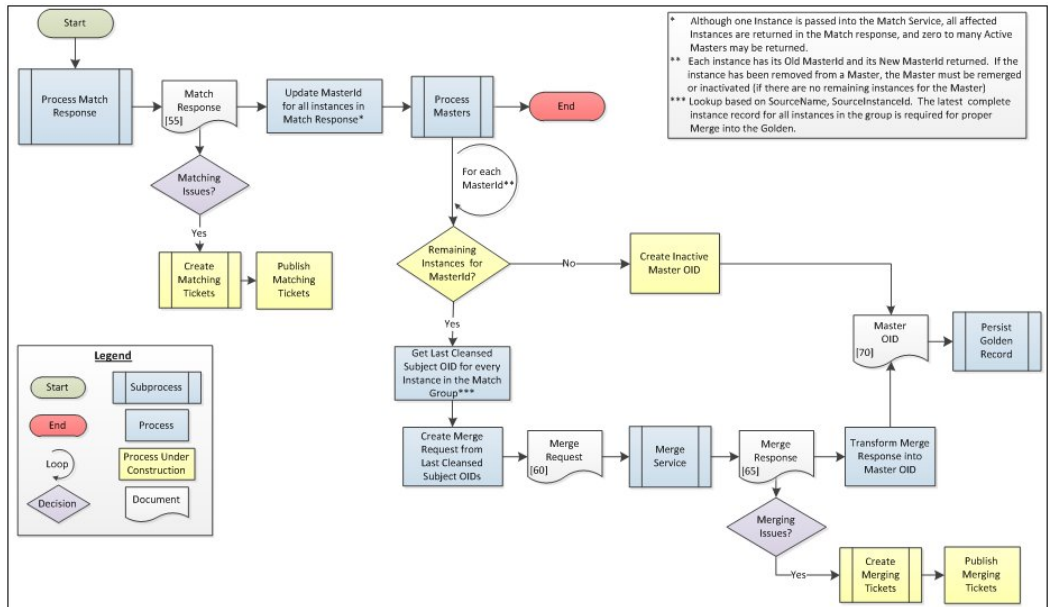 Start
* Although one Instance is passed into the Match Service, all affected
Instances are returned in the Match response, and zero to many Active
Masters may be returned.
** Each instance has its Old MasterId and its New MasterId returned. If the
instance has been removed from a Master, the Master must be remerged
or inactivated (if there are no remaining instances for the Master)
*** Lookup based on SourceName, SourceInstanceId. The latest complete
instance record for all instances in the group is required for proper
Merge into the Golden.
Process Match
Response
Match
Response
[55]
Update MasterId
for all instances in
Match Response*
Process
Masters
End
For each
MasterId**
Matching
Issues?
Yes
Create
Matching
Tickets
Publish
Matching
Tickets
Remaining
Instances for
MasterId?
No
Create Inactive
Master OID
Yes
Master
OID
[70]
Persist
Golden
Record
Get Last Cleansed
Subject OID for every
Instance in the Match
Group***
Create Merge
Request from
Last Cleansed
Subject OIDs
Merge
Request
[60]
Merge
Service
Merge
Response
[65]
Transform Merge
Response into
Master OID
Merging
Issues?
Yes
Create
Merging
Tickets
Publish
Merging
Tickets
Legend
Start
Subprocess
End
Process
Loop
Process Under
Construction
Decision
Document